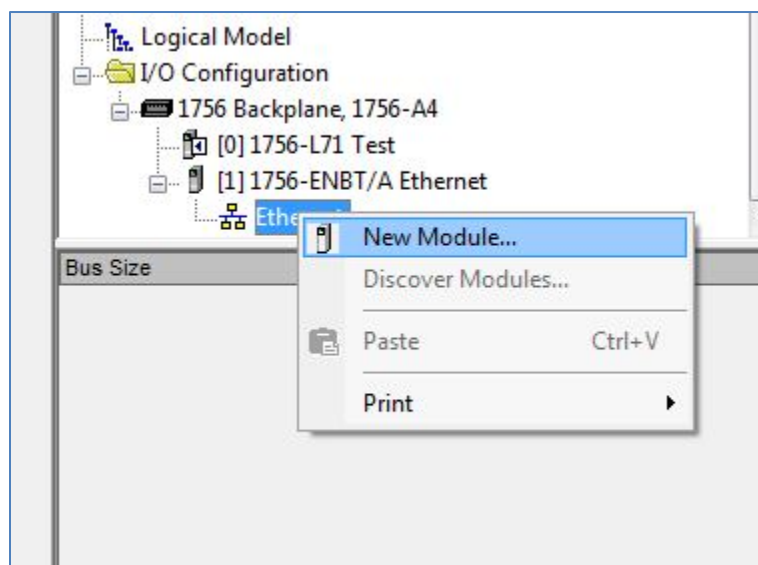 Logical Model
I/O Configuration
1756 Backplane, 1756-A4
[0] 1756-L71 Test
[1] 1756-ENBT/A Ethernet
New Module...
Bus Size
Discover Modules...
Paste Ctrl+V
Print